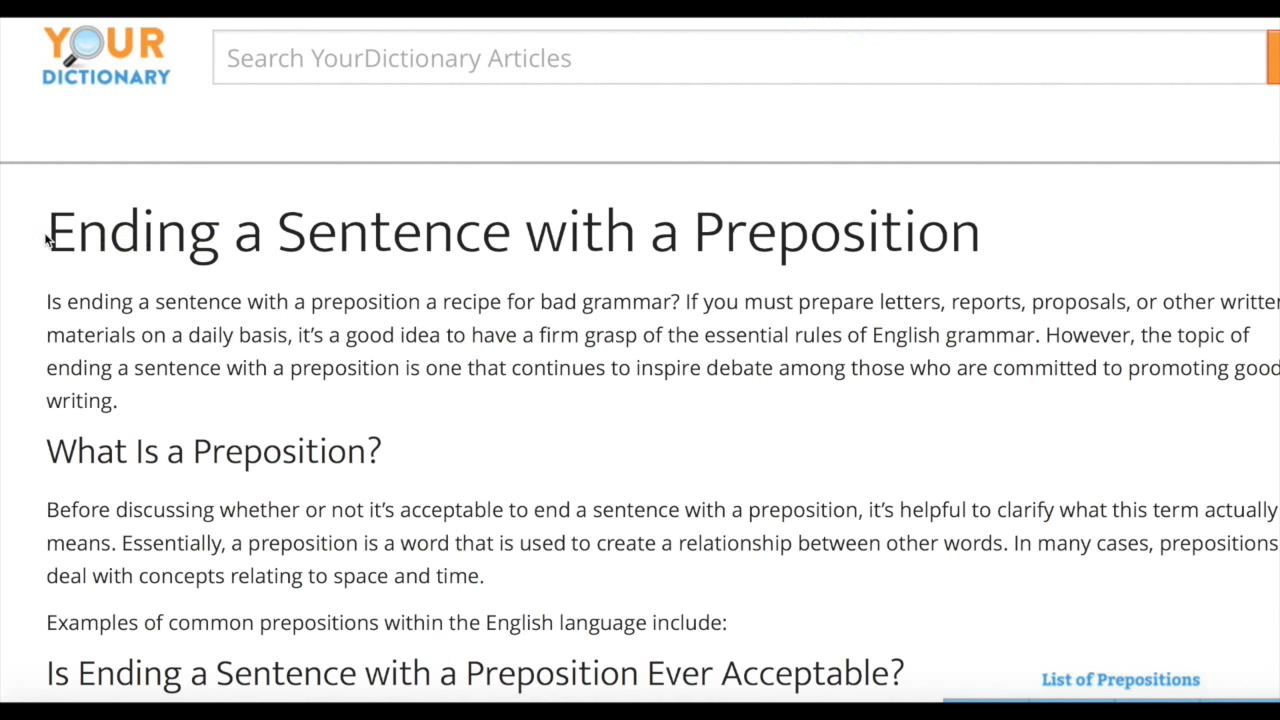 YOUR
DICTIONARY
Search YourDictionary Articles
Ending a Sentence with a Preposition
Is ending a sentence with a preposition a recipe for bad grammar? If you must prepare letters, reports, proposals, or other written
materials on a daily basis, it’s a good idea to have a firm grasp of the essential rules of English grammar. However, the topic of
ending a sentence with a preposition is one that continues to inspire debate among those who are committed to promoting good
writing.
What Is a Preposition?
Before discussing whether or not it’s acceptable to end a sentence with a preposition, it’s helpful to clarify what this term actually
means. Essentially, a preposition is a word that is used to create a relationship between other words. In many cases, prepositions
deal with concepts relating to space and time.
Examples of common prepositions within the English language include:
Is Ending a Sentence with a Preposition Ever Acceptable?
List of Prepositions